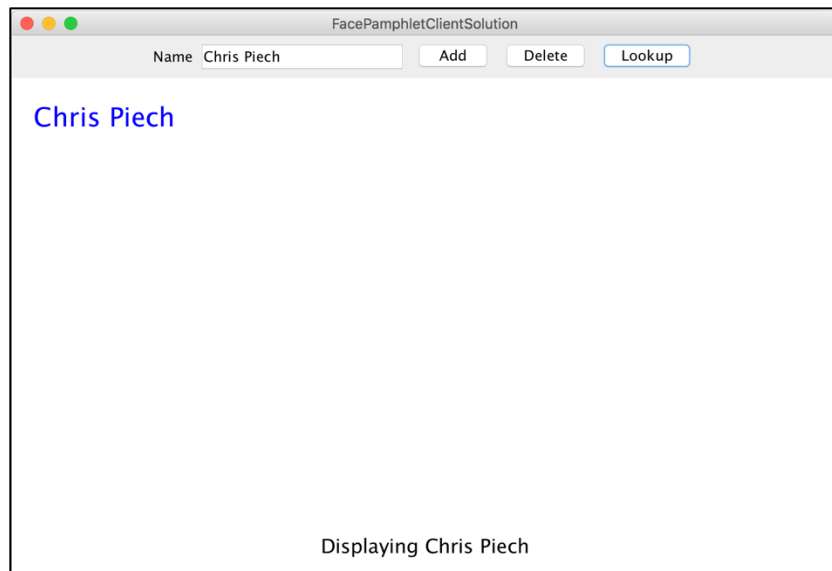 FacePamphletClientSolution
Name Chris Piech Add Delete Lookup
Chris Piech
Displaying Chris Piech